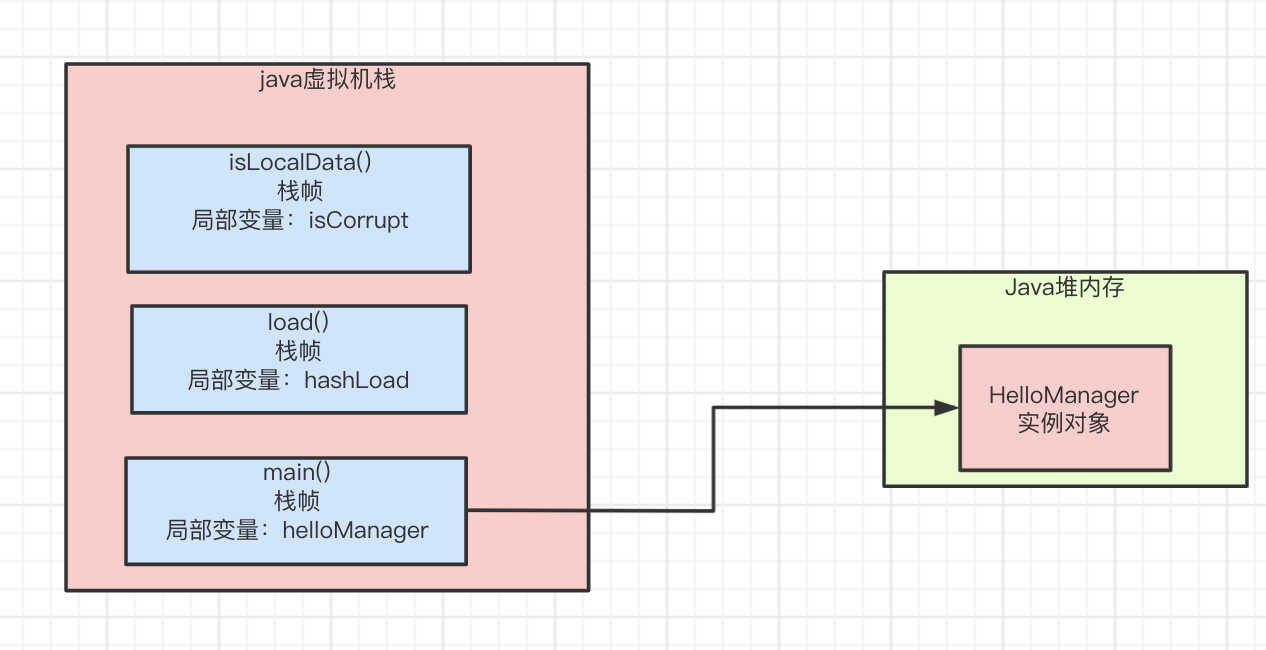 java虚拟机栈
isLocalData()
栈帧
局部变量：isCorrupt
load()
栈帧
局部变量：hashLoad
main()
栈帧
局部变量：helloManager
Java堆内存
HelloManager
实例对象